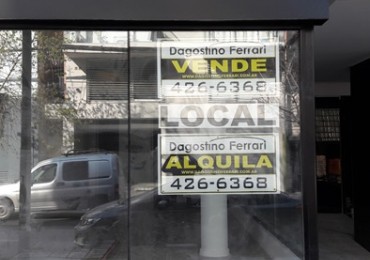 Dagostino Ferrari
VENDE
426-6368
LOCAL
Dagostino Ferrari
ALQUILA
426-6368